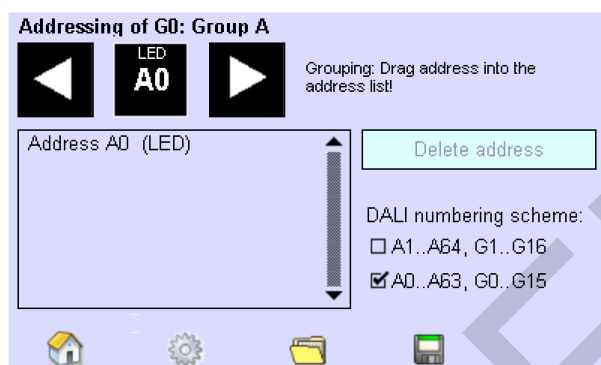 Addressing of G0: Group A
LED
A0
Grouping: Drag address into the
address list!
Address A0 (LED)
Delete address
DALI numbering scheme:
A1..A64, G1..G16
A0..A63, G0..G15